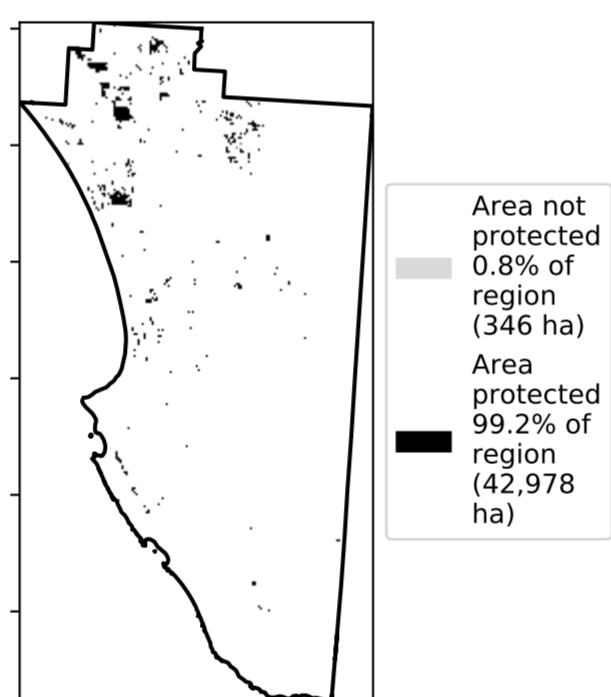 Area not
protected
0.8% of
region
(346 ha)
Area
protected
99.2% of
region
(42,978
ha)